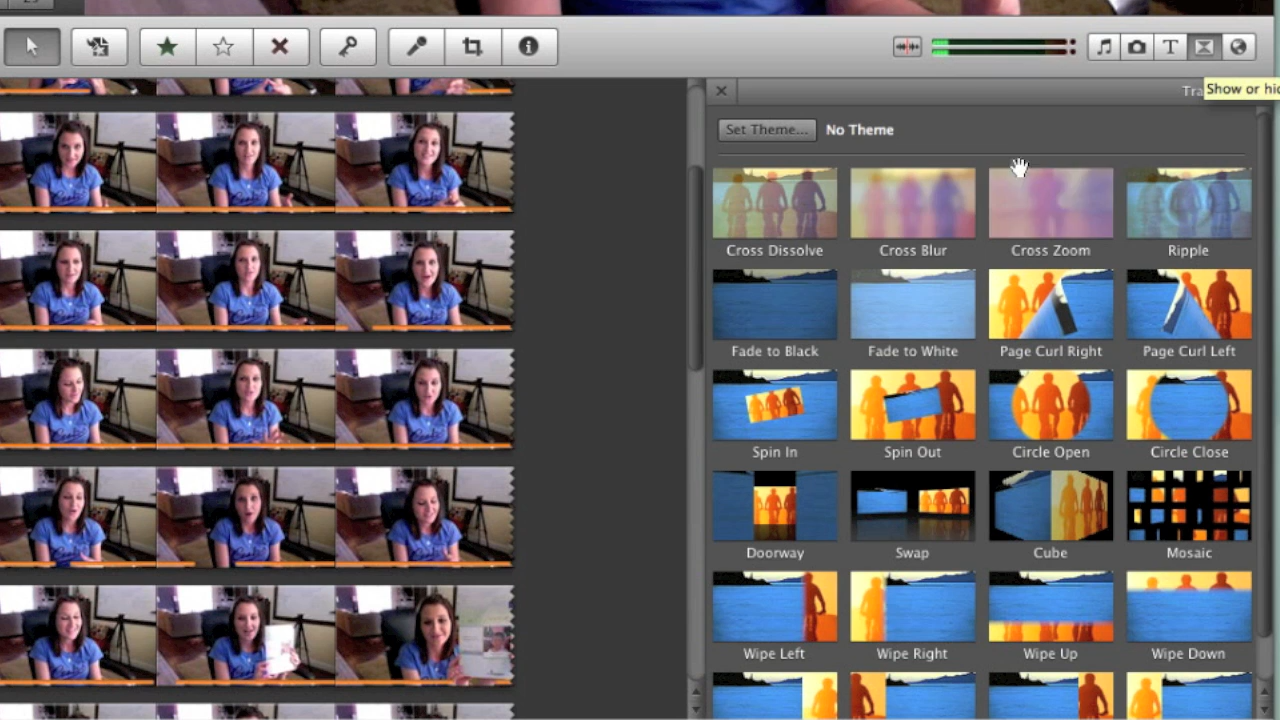 Show or hi
Tra
Set Theme... No Theme
Cross Dissolve Cross Blur Cross Zoom Ripple
Fade to Black Fade to White Page Curl Right Page Curl Left
Spin In Spin Out Circle Open Circle Close
Doorway Swap Cube Mosaic
Wipe Left Wipe Right Wipe Up Wipe Down